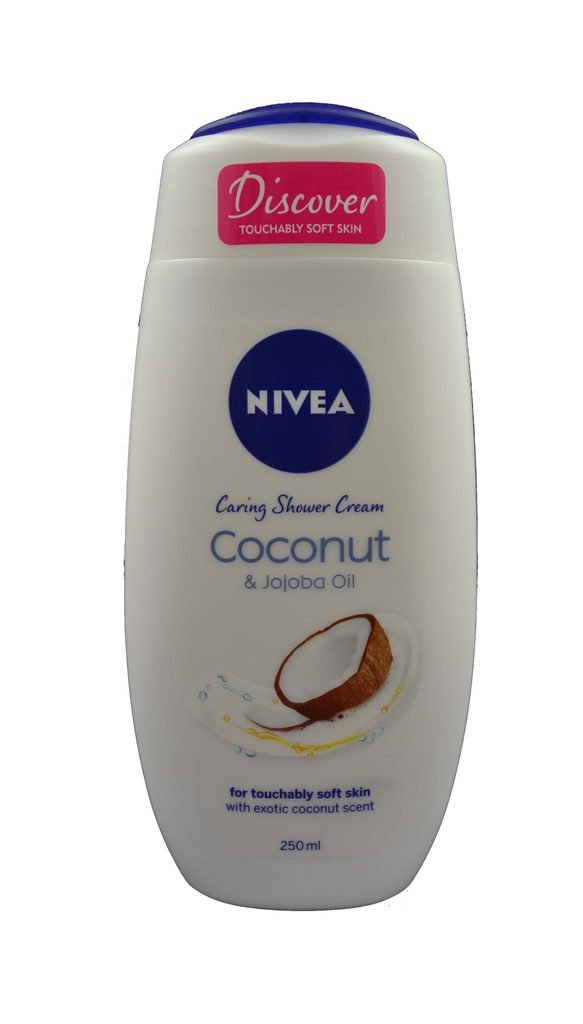 Discover
TOUCHABLY SOFT SKIN
NIVEA
Caring Shower Cream
Coconut
& Jojoba Oil
for touchably soft skin
with exotic coconut scent
250 ml